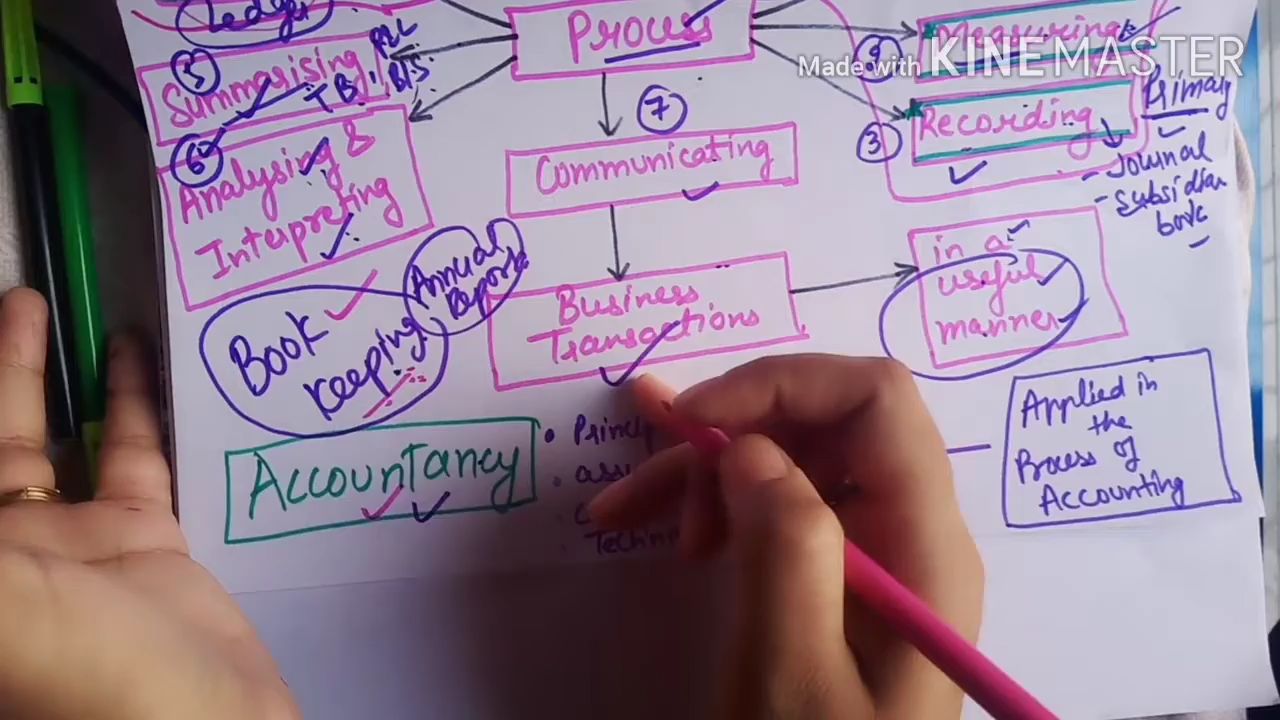 Ledger
Process
② Measuring
Made with KINEMASTER
⑤ Summarising
P&L
T B, B/S
③ Recording
Primary
- Journal
- Subsidiary
book
⑦
Communicating
⑥ Analysing &
Interpreting
Annual
Reports
Book
Keeping
Business
Transactions
in a
useful
manner
Accountancy
Applied in
the
Process of
Accounting